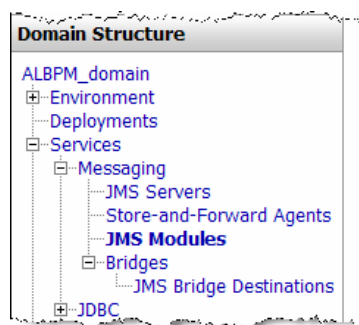 Domain Structure
ALBPM_domain
Environment
Deployments
Services
Messaging
JMS Servers
Store-and-Forward Agents
JMS Modules
Bridges
JMS Bridge Destinations
JDBC